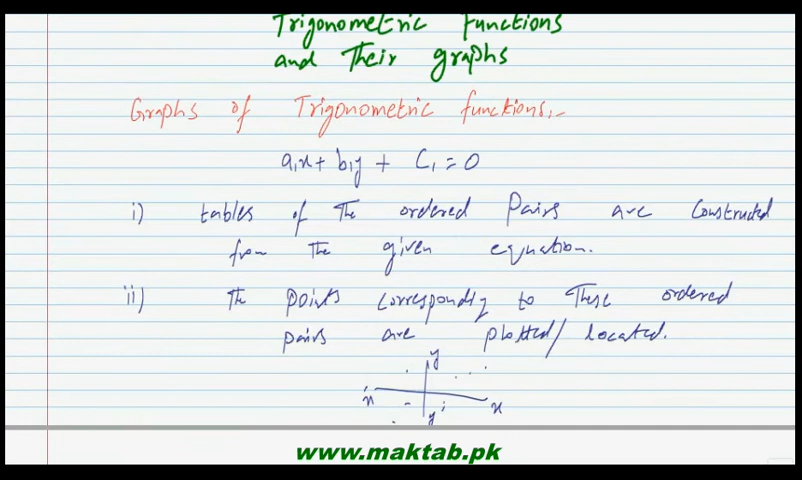 Trigonometric functions
and Their graphs
Graphs of Trigonometric functions:-
a₁x + b₁y + C₁ = 0
i) tables of The ordered Pairs are Constructed
from The given equation.
ii) The points correspondig to These ordered
pairs are plotted/located.
y
x' x
y'
www.maktab.pk